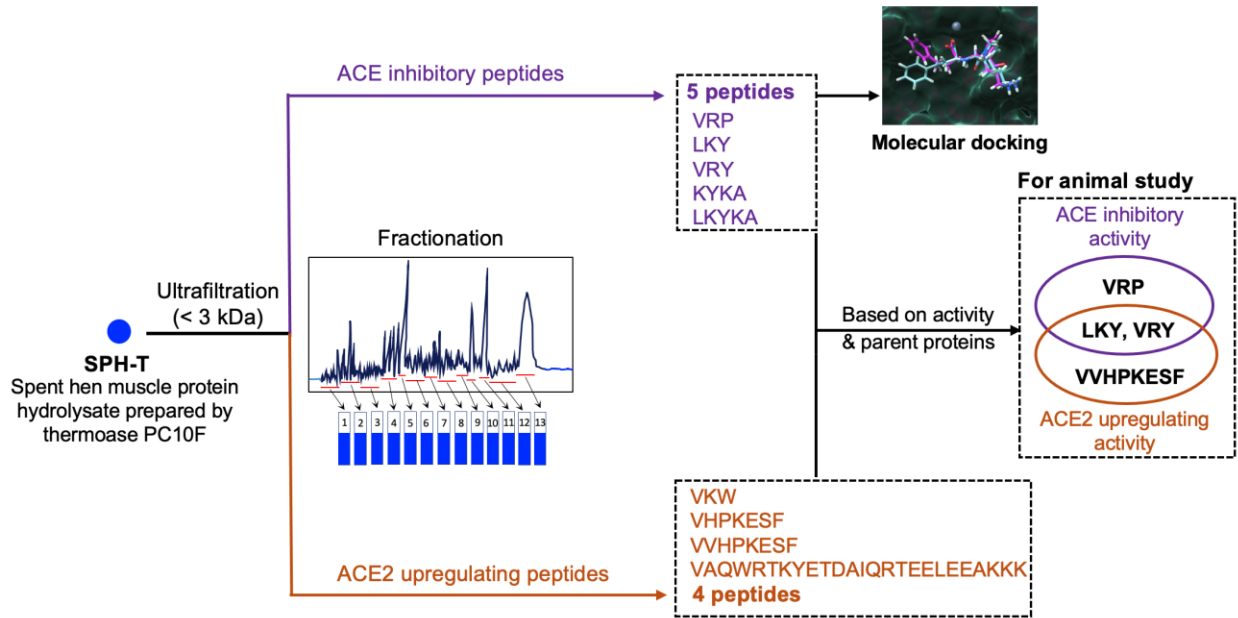 ACE inhibitory peptides
5 peptides
VRP
LKY
VRY
KYKA
LKYKA
Molecular docking
For animal study
ACE inhibitory
activity
VRP
LKY, VRY
VVHPKESF
ACE2 upregulating
activity
Fractionation
1 2 3 4 5 6 7 8 9 10 11 12 13
Ultrafiltration
(< 3 kDa)
SPH-T
Spent hen muscle protein
hydrolysate prepared by
thermoase PC10F
Based on activity
& parent proteins
ACE2 upregulating peptides
VKW
VHPKESF
VVHPKESF
VAQWRTKYETDAIQRTEELEEAKKK
4 peptides